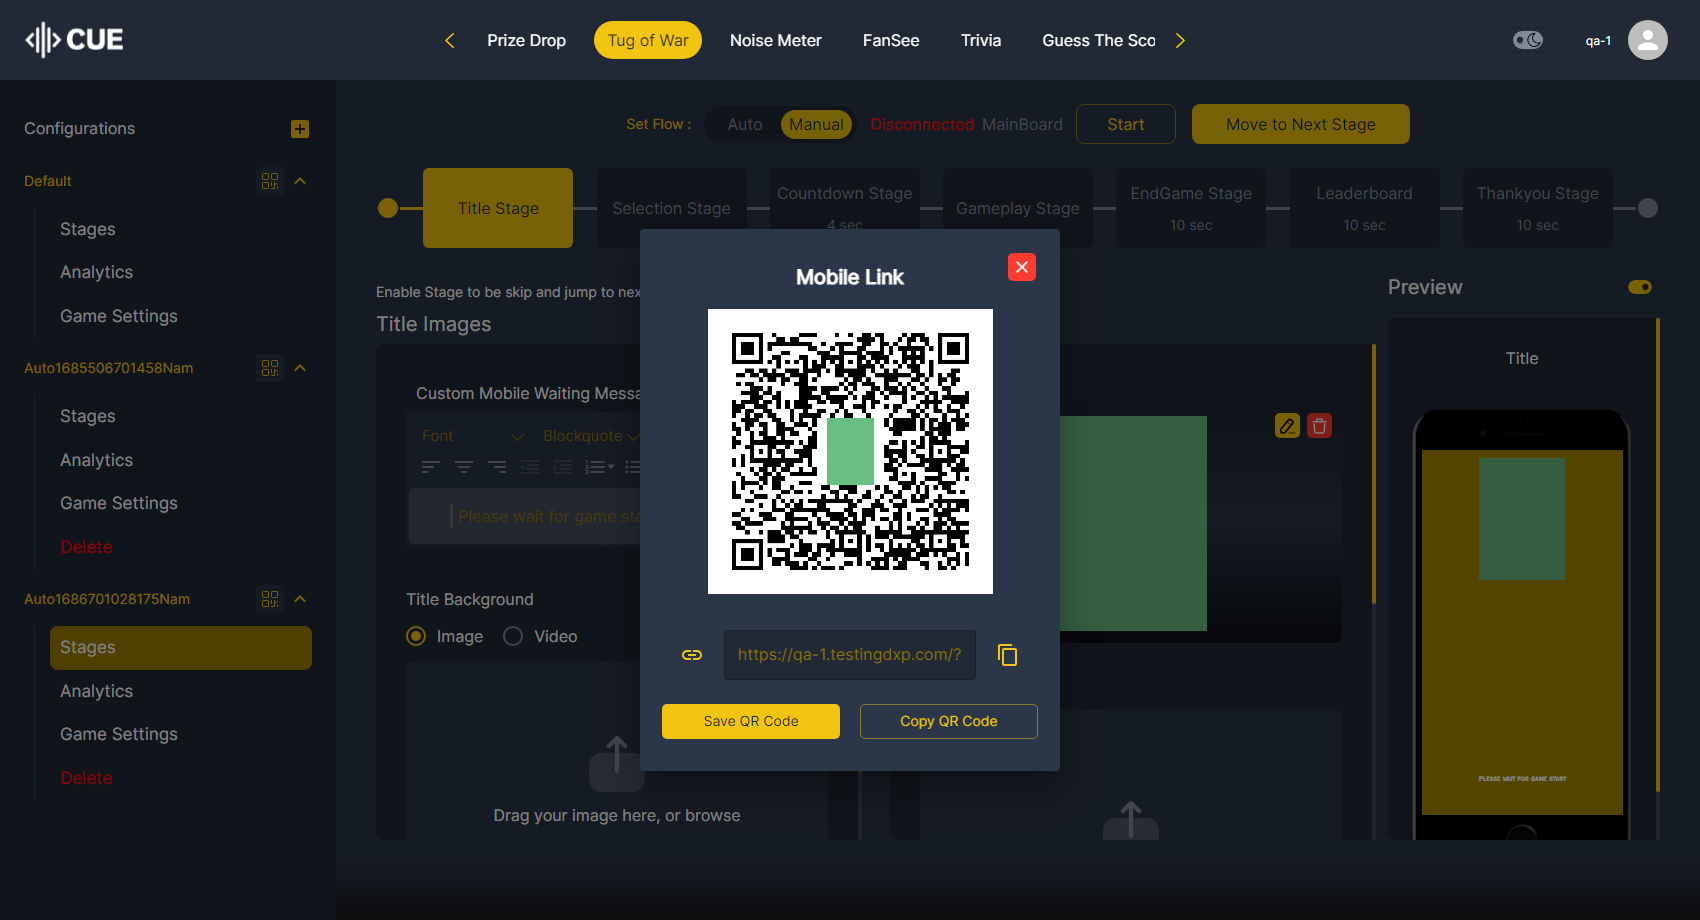 CUE
Prize Drop
Tug of War
Noise Meter
FanSee
Trivia
Guess The Sco
qa-1
Configurations
Default
Stages
Analytics
Game Settings
Auto1685506701458Nam
Stages
Analytics
Game Settings
Delete
Auto1686701028175Nam
Stages
Analytics
Game Settings
Delete
Set Flow :
Auto
Manual
Disconnected MainBoard
Start
Move to Next Stage
Title Stage
Selection Stage
Countdown Stage
4 sec
Gameplay Stage
EndGame Stage
10 sec
Leaderboard
10 sec
Thankyou Stage
10 sec
Enable Stage to be skip and jump to nex
Title Images
Custom Mobile Waiting Messa
Font
Blockquote
Please wait for game sta
Title Background
Image
Video
Drag your image here, or browse
Mobile Link
https://qa-1.testingdxp.com/?
Save QR Code
Copy QR Code
Preview
Title
PLEASE WAIT FOR GAME START